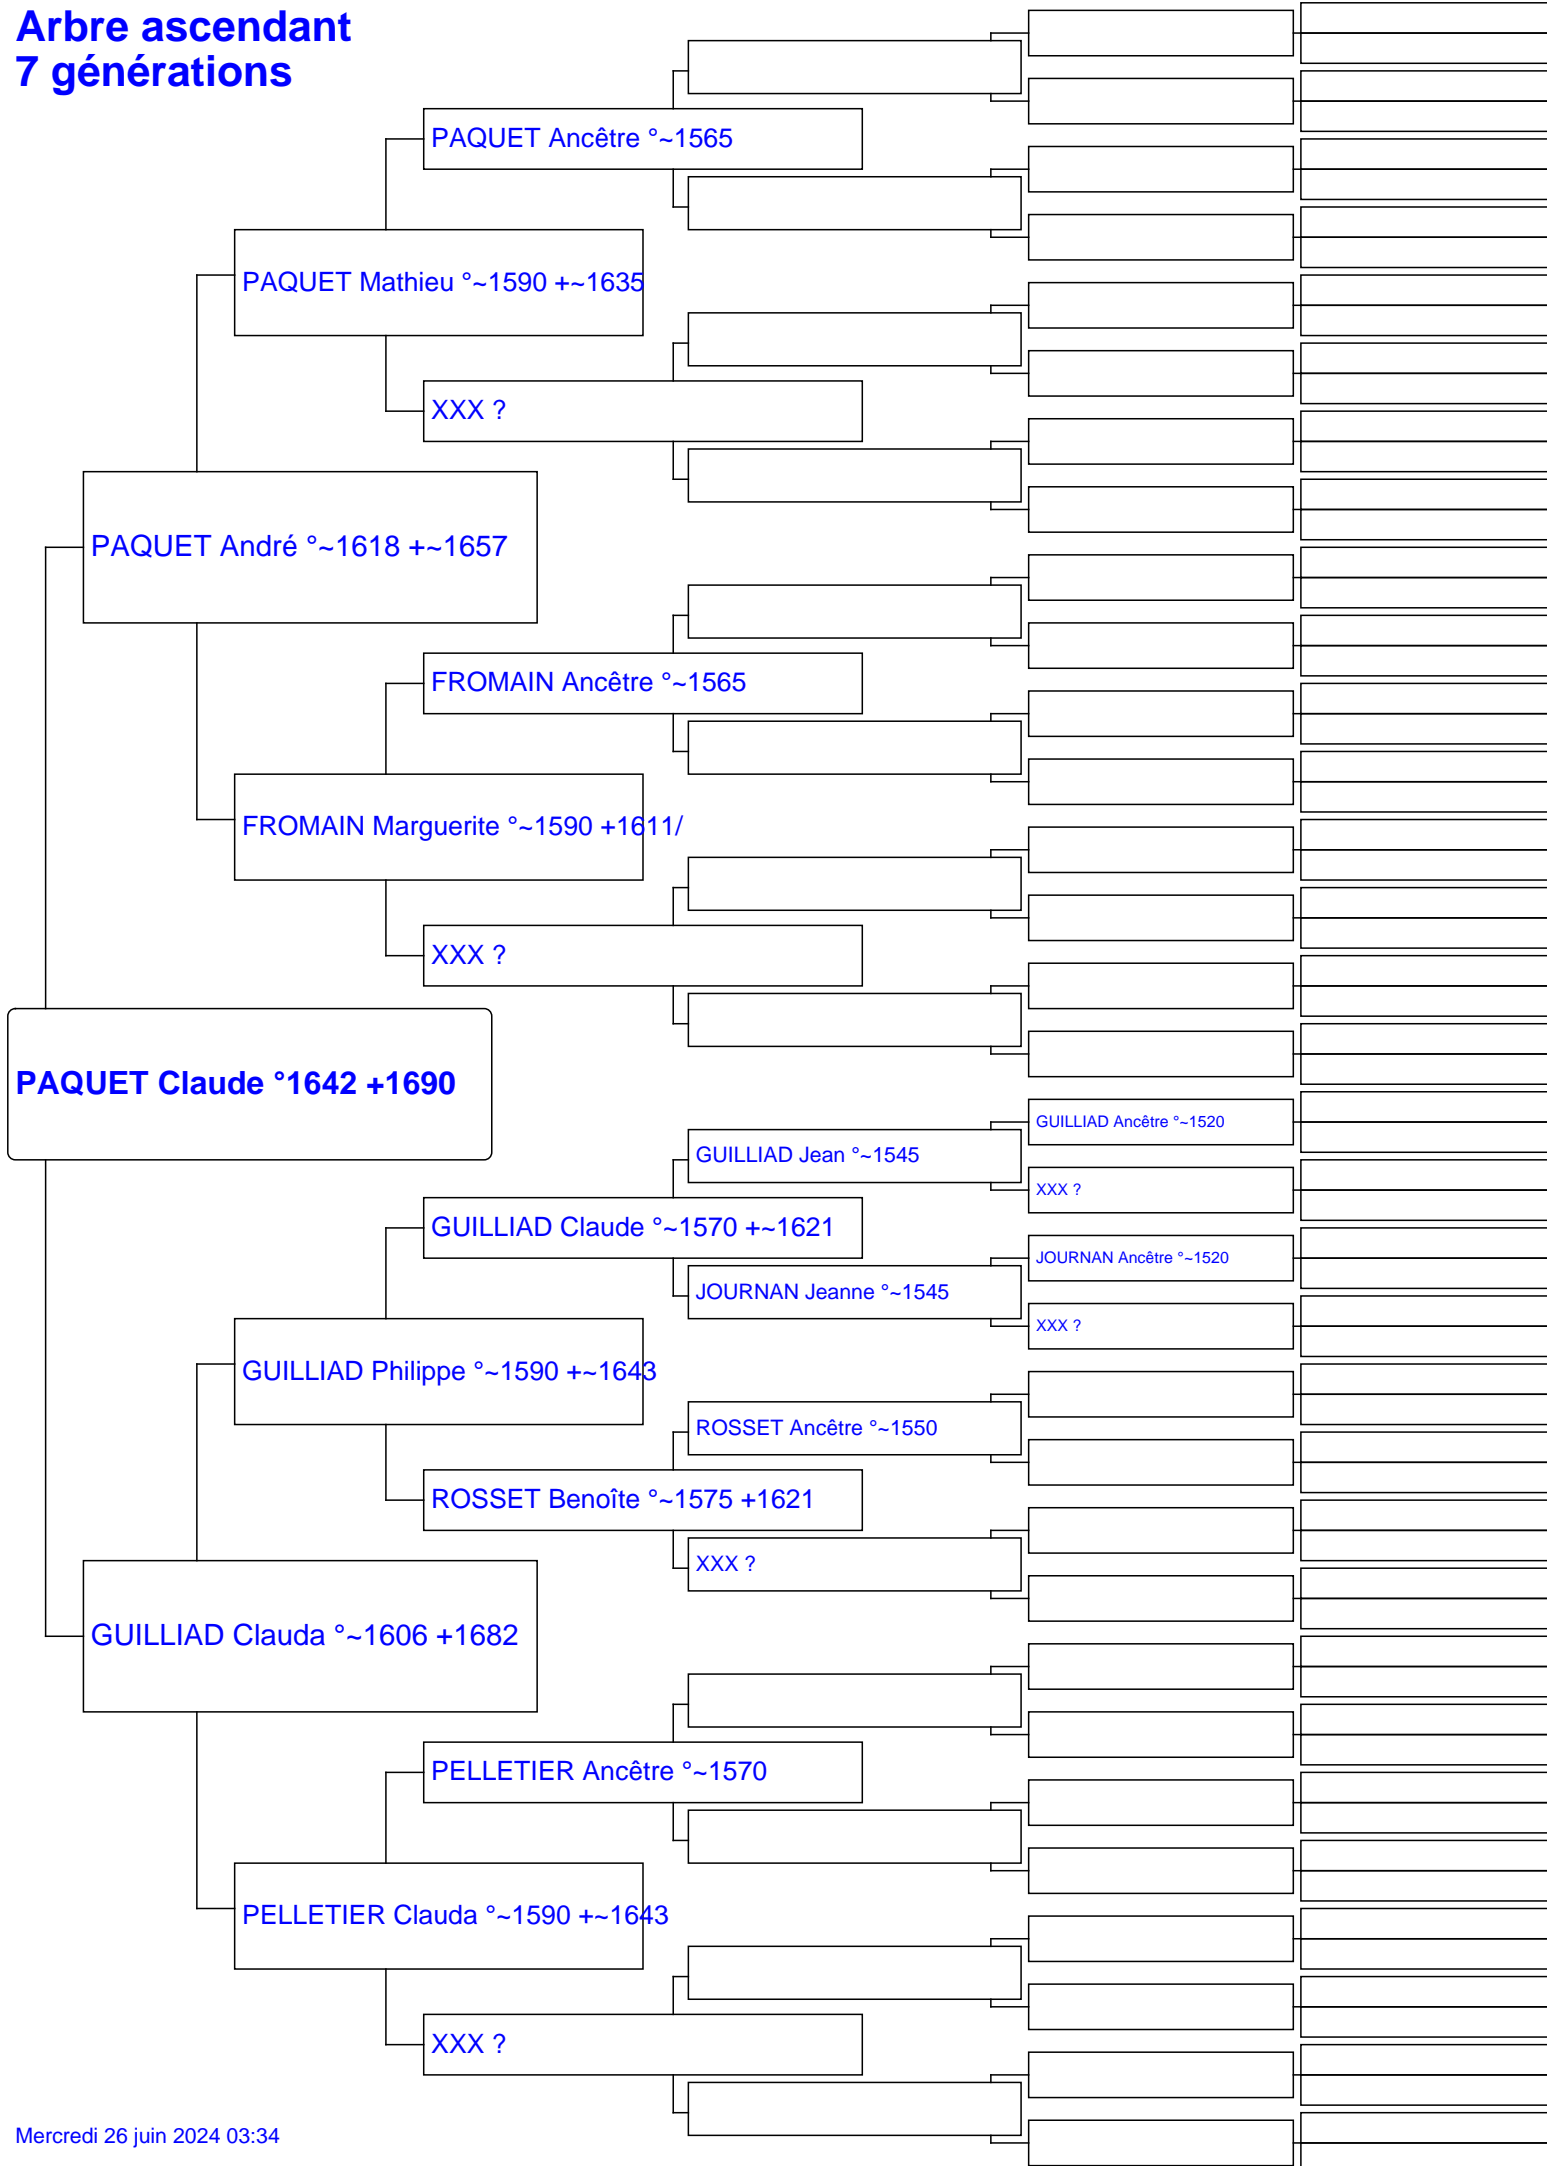 Arbre ascendant
7 générations
PAQUET Ancêtre °~1565
PAQUET Mathieu °~1590 +~1635
XXX ?
PAQUET André °~1618 +~1657
FROMAIN Ancêtre °~1565
FROMAIN Marguerite °~1590 +1611/
XXX ?
PAQUET Claude °1642 +1690
GUILLIAD Ancêtre °~1520
GUILLIAD Jean °~1545
XXX ?
GUILLIAD Claude °~1570 +~1621
JOURNAN Ancêtre °~1520
JOURNAN Jeanne °~1545
XXX ?
GUILLIAD Philippe °~1590 +~1643
ROSSET Ancêtre °~1550
ROSSET Benoîte °~1575 +1621
XXX ?
GUILLIAD Clauda °~1606 +1682
PELLETIER Ancêtre °~1570
PELLETIER Clauda °~1590 +~1643
XXX ?
Mercredi 26 juin 2024 03:34